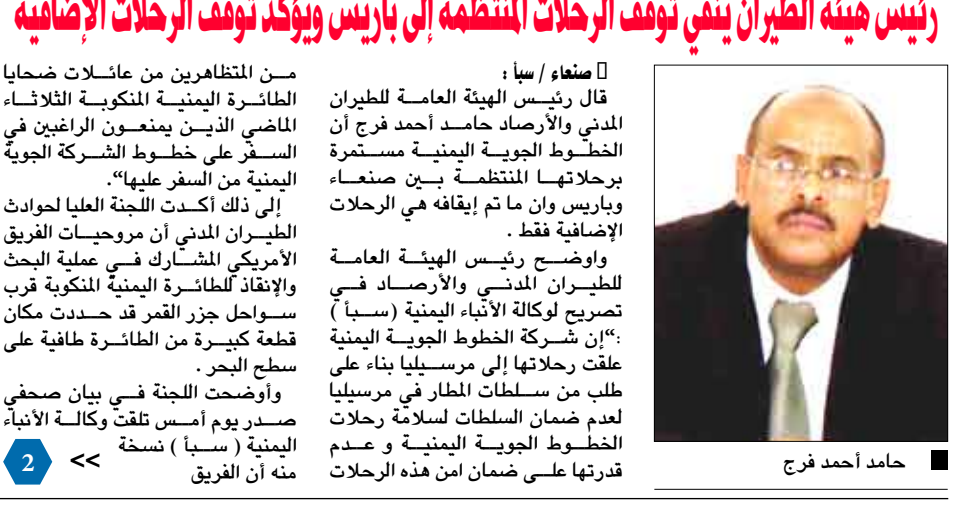 رئيس هيئة الطيران ينفي توقف الرحلات المنتظمة إلى باريس ويؤكد توقف الرحلات الإضافية
صنعاء / سبأ :
قال رئيس الهيئة العامة للطيران
المدني والأرصاد حامد أحمد فرج أن
الخطوط الجوية اليمنية مستمرة
برحلاتها المنتظمة بين صنعاء
وباريس وان ما تم إيقافه هي الرحلات
الإضافية فقط .
واوضح رئيس الهيئة العامة
للطيران المدني والأرصاد في
تصريح لوكالة الأنباء اليمنية (سبأ )
:“إن شركة الخطوط الجوية اليمنية
علقت رحلاتها إلى مرسيليا بناء على
طلب من سلطات المطار في مرسيليا
لعدم ضمان السلطات لسلامة رحلات
الخطوط الجوية اليمنية و عدم
قدرتها على ضمان امن هذه الرحلات
من المتظاهرين من عائلات ضحايا
الطائرة اليمنية المنكوبة الثلاثاء
الماضي الذين يمنعون الراغبين في
السفر على خطوط الشركة الجوية
اليمنية من السفر عليها“.
إلى ذلك أكدت اللجنة العليا لحوادث
الطيران المدني أن مروحيات الفريق
الأمريكي المشارك في عملية البحث
والإنقاذ للطائرة اليمنية المنكوبة قرب
سواحل جزر القمر قد حددت مكان
قطعة كبيرة من الطائرة طافية على
سطح البحر .
وأوضحت اللجنة في بيان صحفي
صدر يوم أمس تلقت وكالة الأنباء
اليمنية ( سبأ ) نسخة
منه أن الفريق
>> 2
حامد أحمد فرج